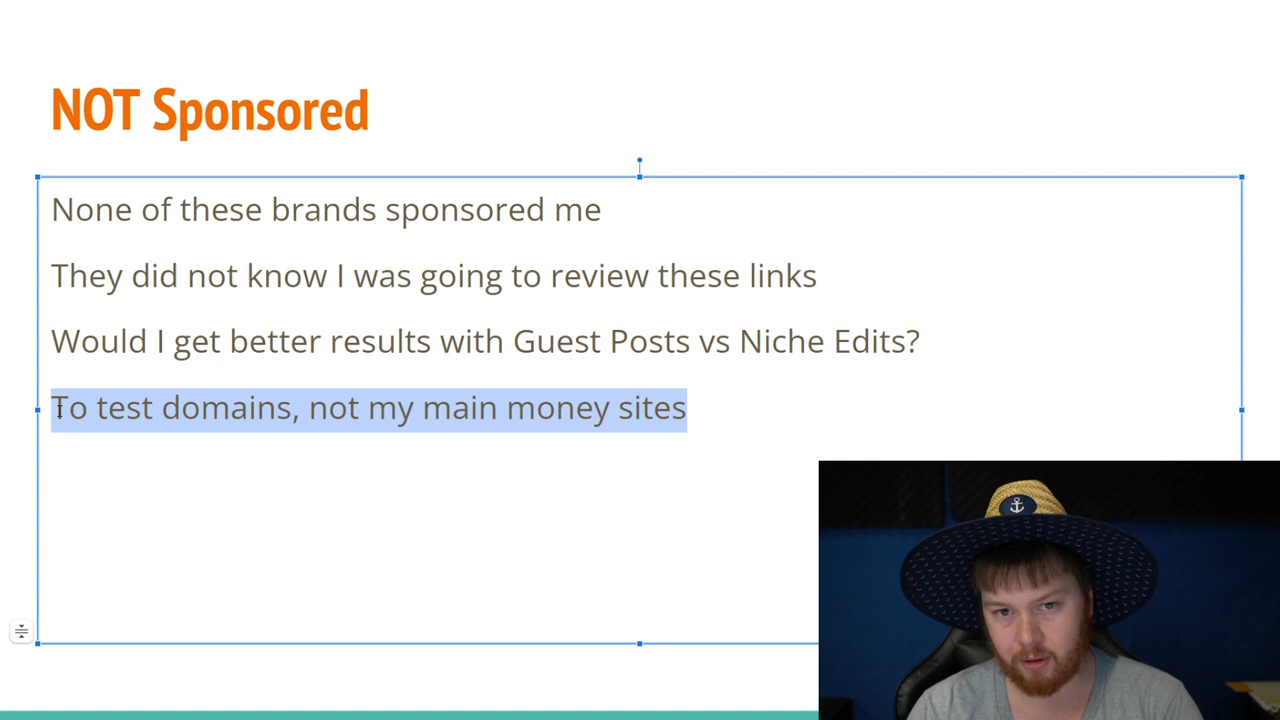 NOT Sponsored
None of these brands sponsored me
They did not know I was going to review these links
Would I get better results with Guest Posts vs Niche Edits?
To test domains, not my main money sites